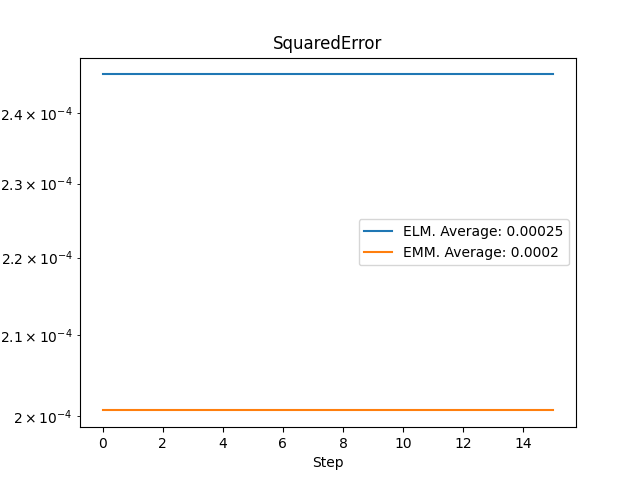 SquaredError
2.4 × 10⁻⁴
2.3 × 10⁻⁴
2.2 × 10⁻⁴
2.1 × 10⁻⁴
2 × 10⁻⁴
ELM. Average: 0.00025
EMM. Average: 0.0002
0 2 4 6 8 10 12 14
Step